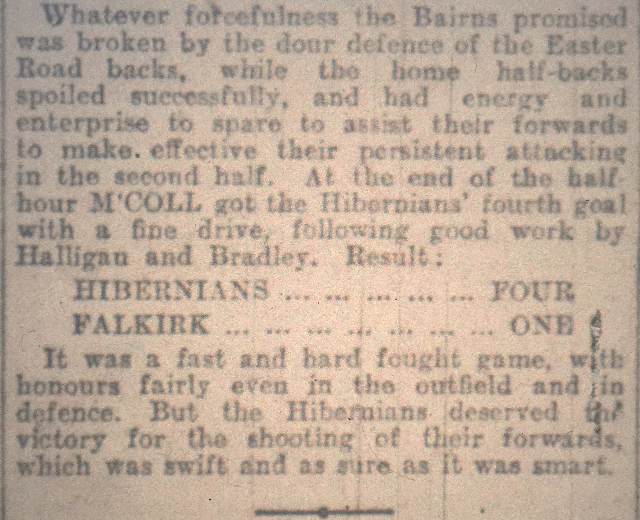 Whatever forcefulness the Bairns promised
was broken by the dour defence of the Easter
Road backs, while the home half-backs
spoiled successfully, and had energy and
enterprise to spare to assist their forwards
to make effective their persistent attacking
in the second half. At the end of the half-
hour M'COLL got the Hibernians' fourth goal
with a fine drive, following good work by
Halligan and Bradley. Result:
HIBERNIANS ... ... ... ... ... FOUR
FALKIRK ... ... ... ... ... ... ... ONE
It was a fast and hard fought game, with
honours fairly even in the outfield and in
defence. But the Hibernians deserved the
victory for the shooting of their forwards,
which was swift and as sure as it was smart.